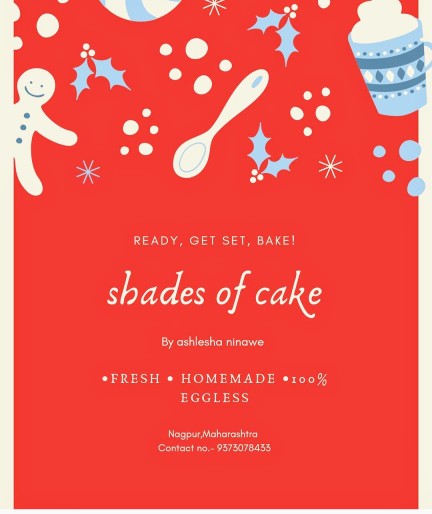 READY, GET SET, BAKE!
shades of cake
By ashlesha ninawe
•FRESH • HOMEMADE •100%
EGGLESS
Nagpur,Maharashtra
Contact no.- 9373078433